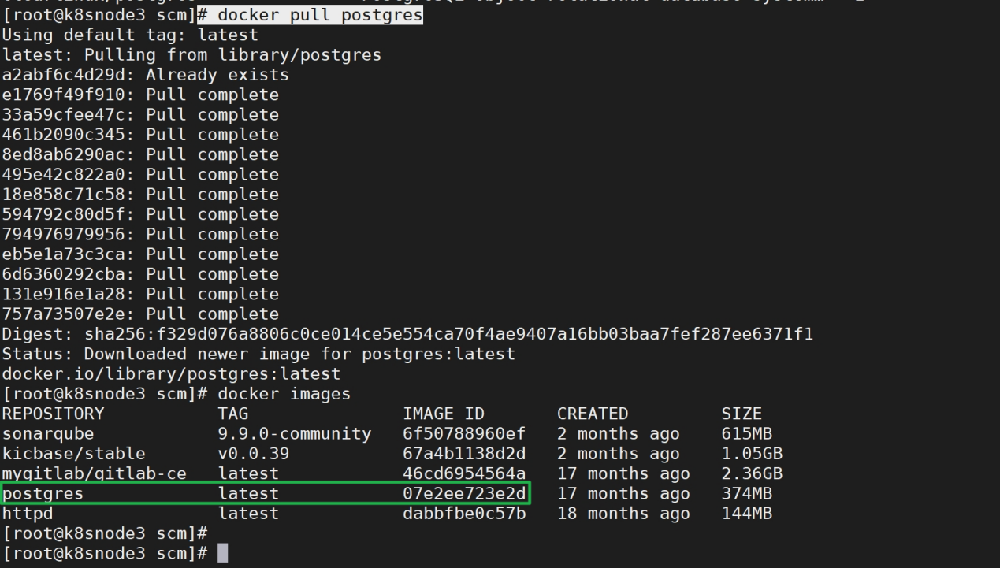 [root@k8snode3 scm]# docker pull postgres
Using default tag: latest
latest: Pulling from library/postgres
a2abf6c4d29d: Already exists
e1769f49f910: Pull complete
33a59cfee47c: Pull complete
461b2090c345: Pull complete
8ed8ab6290ac: Pull complete
495e42c822a0: Pull complete
18e858c71c58: Pull complete
594792c80d5f: Pull complete
794976979956: Pull complete
eb5e1a73c3ca: Pull complete
6d6360292cba: Pull complete
131e916e1a28: Pull complete
757a73507e2e: Pull complete
Digest: sha256:f329d076a8806c0ce014ce5e554ca70f4ae9407a16bb03baa7fef287ee6371f1
Status: Downloaded newer image for postgres:latest
docker.io/library/postgres:latest
[root@k8snode3 scm]# docker images
REPOSITORY TAG IMAGE ID CREATED SIZE
sonarqube 9.9.0-community 6f50788960ef 2 months ago 615MB
kicbase/stable v0.0.39 67a4b1138d2d 2 months ago 1.05GB
mygitlab/gitlab-ce latest 46cd6954564a 17 months ago 2.36GB
postgres latest 07e2ee723e2d 17 months ago 374MB
httpd latest dabbfbe0c57b 18 months ago 144MB
[root@k8snode3 scm]#
[root@k8snode3 scm]#